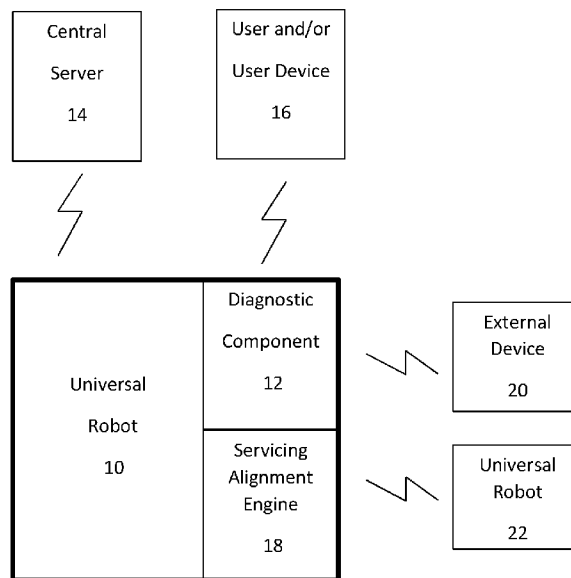 Central
Server
14
User and/or
User Device
16
Universal
Robot
10
Diagnostic
Component
12
Servicing
Alignment
Engine
18
External
Device
20
Universal
Robot
22